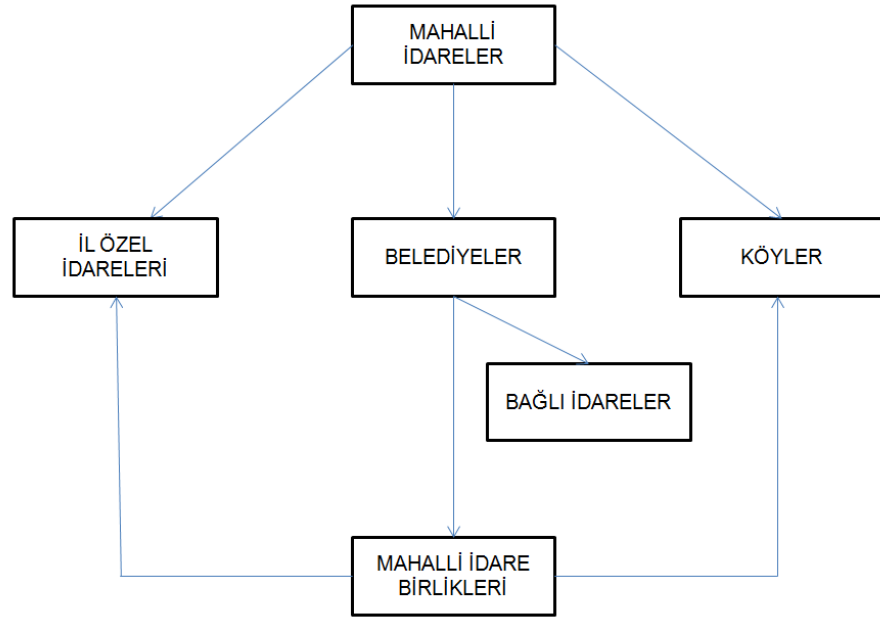 MAHALLİ
İDARELER
İL ÖZEL
İDARELERİ
BELEDİYELER
KÖYLER
BAĞLI İDARELER
MAHALLİ İDARE
BİRLİKLERİ